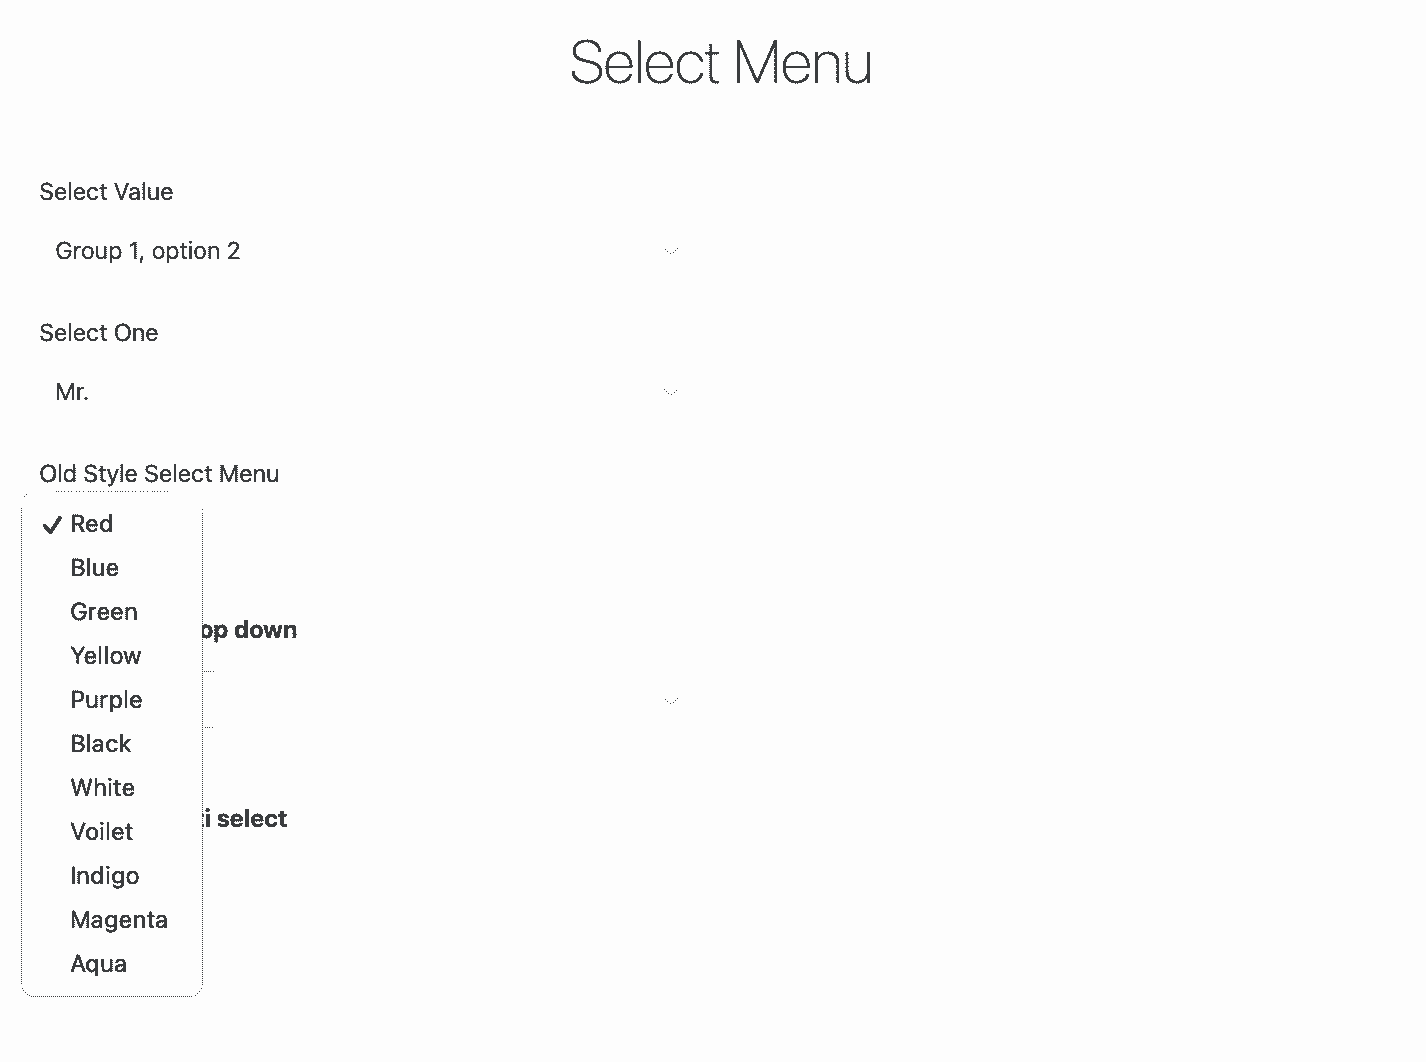 Select Menu
Select Value
Group 1, option 2
Select One
Mr.
Old Style Select Menu
Red
Blue
Green
op down
Yellow
Purple
Black
White
i select
Voilet
Indigo
Magenta
Aqua